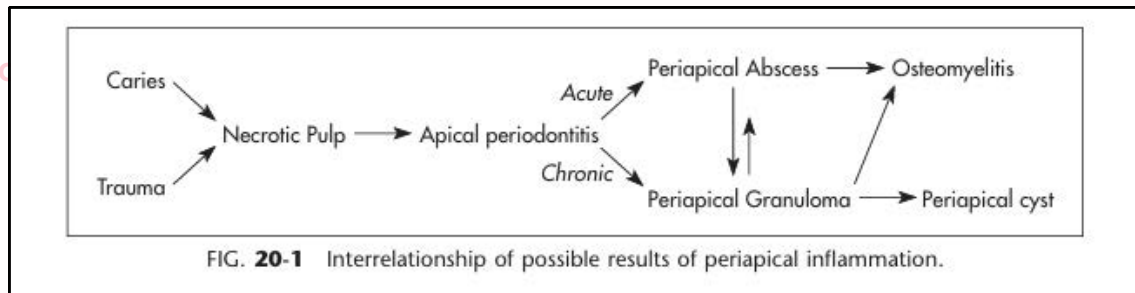 Periapical Abscess Osteomyelitis
Caries
Acute
Necrotic Pulp Apical periodontitis
Chronic
Trauma
Periapical Granuloma Periapical cyst
FIG. 20-1 Interrelationship of possible results of periapical inflammation.